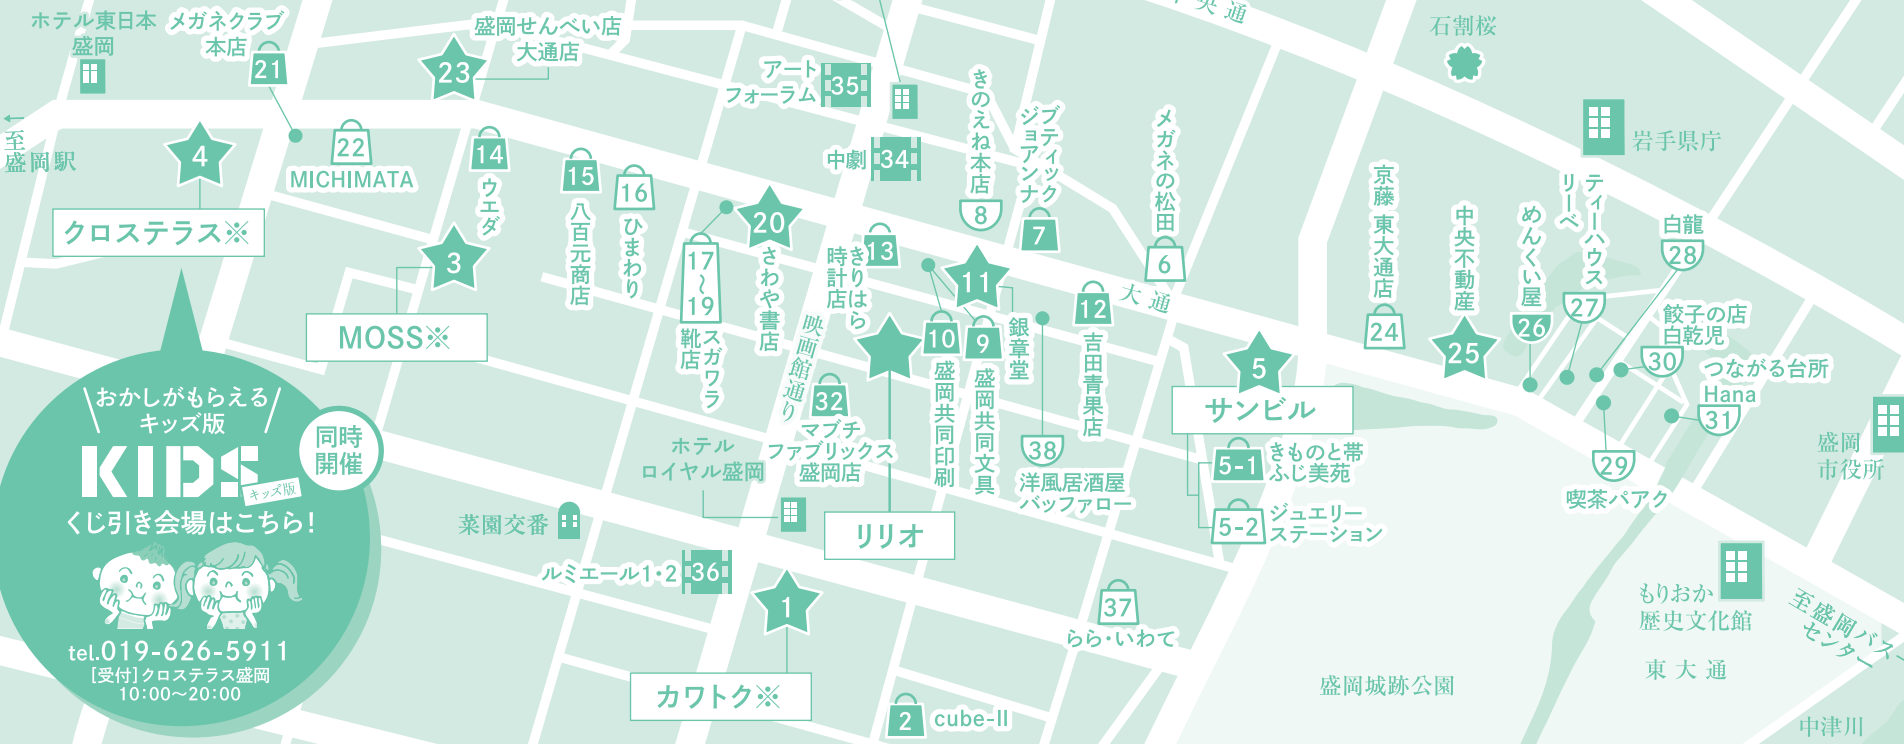 ホテル東日本
盛岡
メガネクラブ
本店
21
盛岡せんべい店
大通店
23
←
至
盛岡駅
4
クロステラス※
22
MICHIMATA
14
ウエダ
3
MOSS※
15
八百元商店
16
ひまわり
17
〜
19
スガワラ
靴店
20
さわや書店
アート
フォーラム
35
中劇
34
きりはら
時計店
13
映画館通り
きのえね本店
8
ブティック
ジョアンナ
7
11
銀章堂
10
盛岡共同印刷
9
盛岡共同文具
38
洋風居酒屋
バッファロー
12
吉田青果店
メガネの松田
6
大通
中央通
石割桜
岩手県庁
京藤 東大通店
24
中央不動産
25
めんくい屋
26
ティーハウス
リーベ
27
白龍
28
餃子の店
白乾児
30
つながる台所
Hana
31
29
喫茶パアク
盛岡
市役所
5
サンビル
5-1
きものと帯
ふじ美苑
5-2
ジュエリー
ステーション
32
マブチ
ファブリックス
盛岡店
ホテル
ロイヤル盛岡
リリオ
菜園交番
ルミエール1・2
36
1
カワトク※
2
cube-II
37
らら・いわて
盛岡城跡公園
もりおか
歴史文化館
東大通
至盛岡バス
センター
中津川
おかしがもらえる
キッズ版
KIDS
キッズ版
同時
開催
くじ引き会場はこちら!
tel.019-626-5911
[受付]クロステラス盛岡
10:00〜20:00